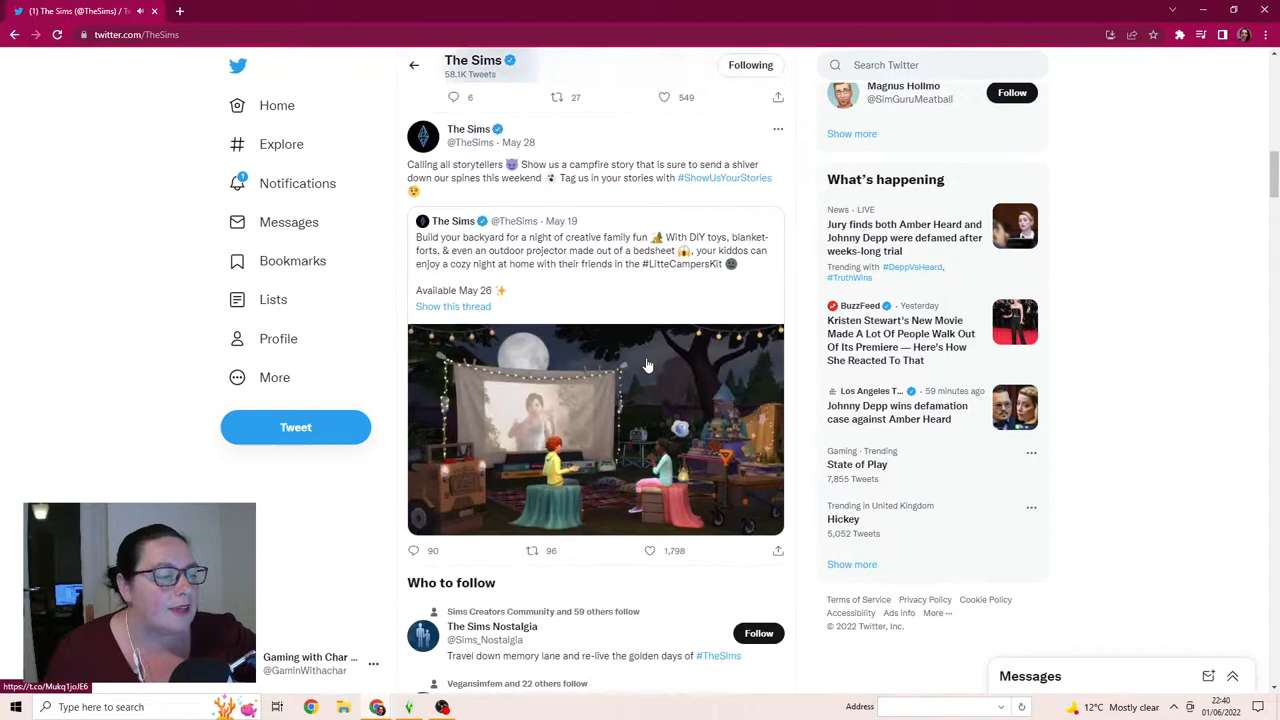 (1) The Sims (@TheSims) / T
twitter.com/TheSims
The Sims
58.1K Tweets
Following
Search Twitter
Home
Explore
1
Notifications
Messages
Bookmarks
Lists
Profile
More
Tweet
6
27
549
The Sims
@TheSims · May 28
Calling all storytellers 😈 Show us a campfire story that is sure to send a shiver
down our spines this weekend 👻 Tag us in your stories with #ShowUsYourStories
😉
The Sims @TheSims · May 19
Build your backyard for a night of creative family fun 🏕️ With DIY toys, blanket-
forts, & even an outdoor projector made out of a bedsheet 😱, your kiddos can
enjoy a cozy night at home with their friends in the #LitteCampersKit 🌚
Available May 26 ✨
Show this thread
90
96
1,798
Who to follow
Sims Creators Community and 59 others follow
The Sims Nostalgia
@Sims_Nostalgia
Follow
Travel down memory lane and re-live the golden days of #TheSims
Vegansimfem and 22 others follow
Magnus Hollmo
@SimGuruMeatball
Follow
Show more
What's happening
News · LIVE
Jury finds both Amber Heard and
Johnny Depp were defamed after
weeks-long trial
Trending with #DeppVsHeard,
#TruthWins
BuzzFeed · Yesterday
Kristen Stewart's New Movie
Made A Lot Of People Walk Out
Of Its Premiere — Here's How
She Reacted To That
Los Angeles T... · 59 minutes ago
Johnny Depp wins defamation
case against Amber Heard
Gaming · Trending
State of Play
7,855 Tweets
Trending in United Kingdom
Hickey
5,052 Tweets
Show more
Terms of Service Privacy Policy Cookie Policy
Accessibility Ads info More ···
© 2022 Twitter, Inc.
Gaming with Char ...
@GaminWithachar
Messages
https://t.co/Mukq1joJE6
Type here to search
Address
12°C Mostly clear
22:40
01/06/2022